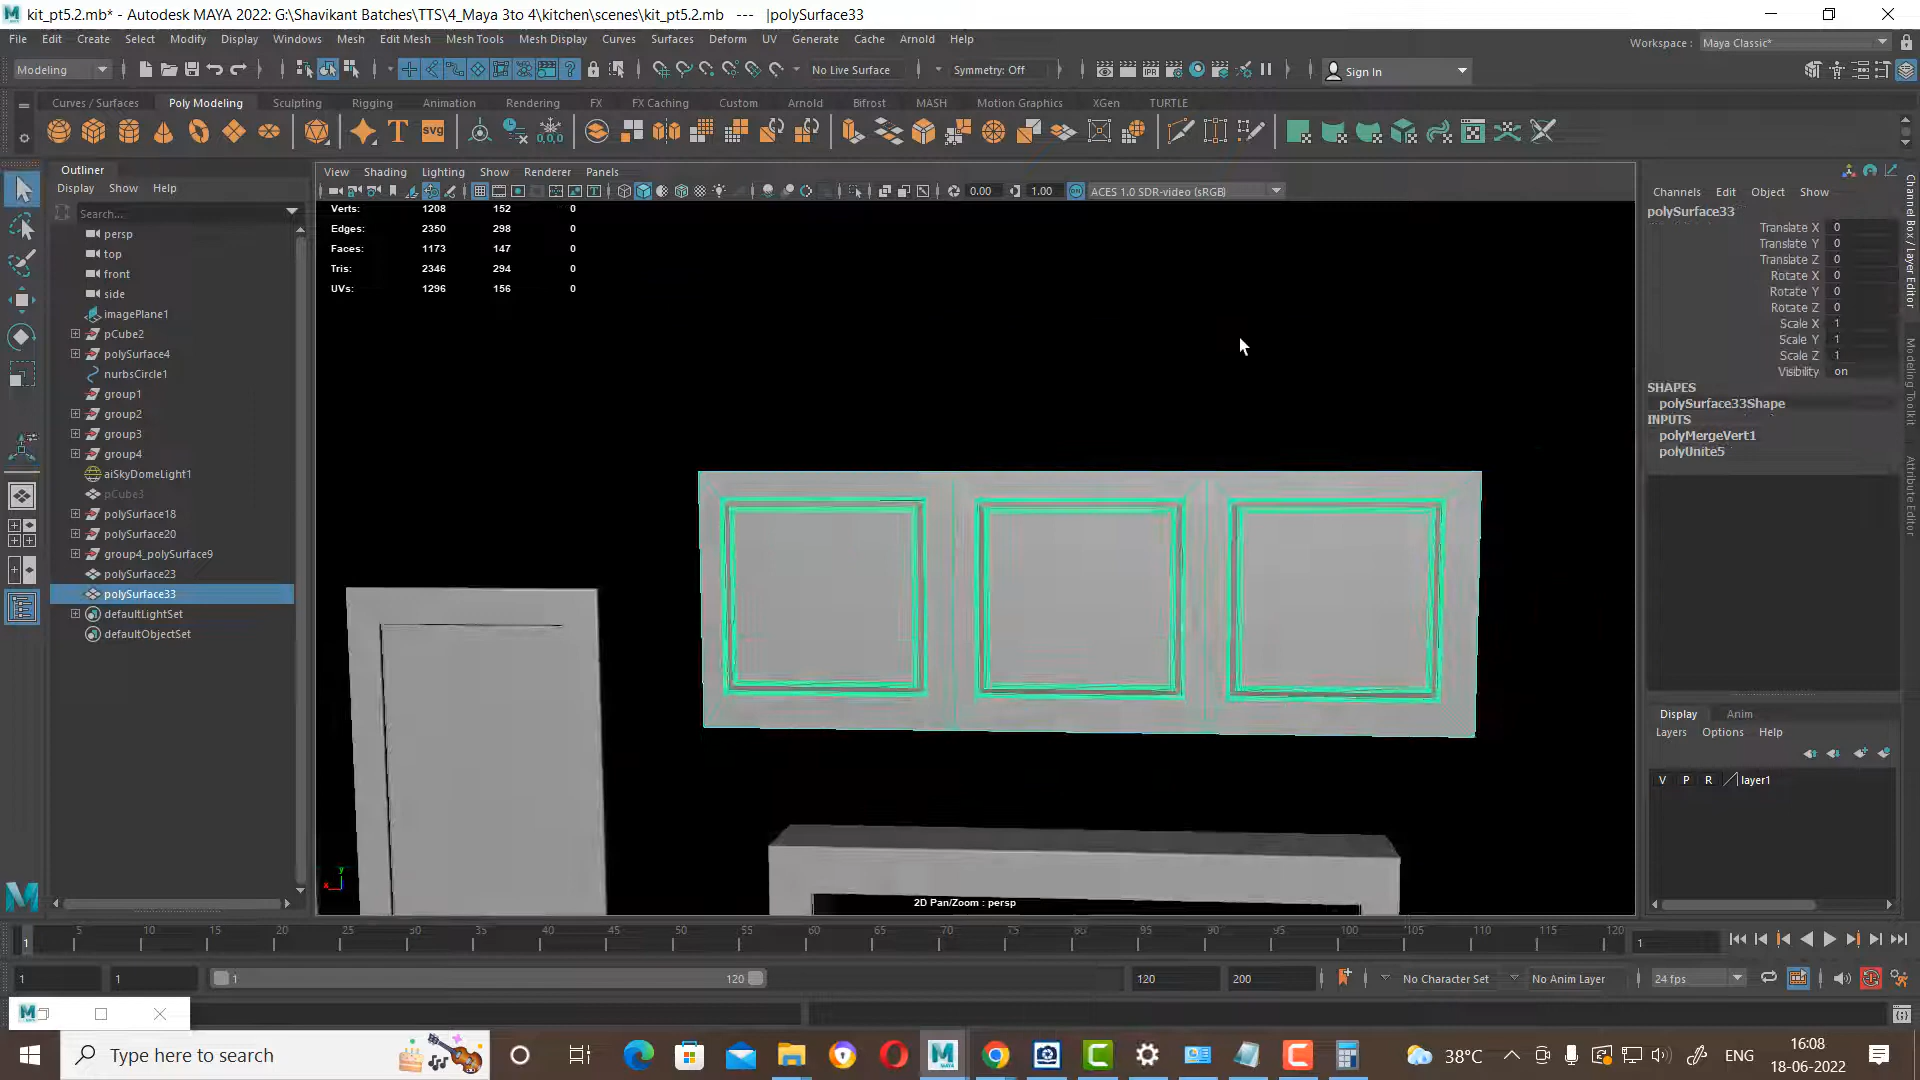 kit_pt5.2.mb* - Autodesk MAYA 2022: G:\Shavikant Batches\TTS\4_Maya 3to 4\kitchen\scenes\kit_pt5.2.mb --- |polySurface33
File Edit Create Select Modify Display Windows Mesh Edit Mesh Mesh Tools Mesh Display Curves Surfaces Deform UV Generate Cache Arnold Help
Workspace : Maya Classic*
Modeling
No Live Surface
Symmetry: Off
Sign In
Curves / Surfaces Poly Modeling Sculpting Rigging Animation Rendering FX FX Caching Custom Arnold Bifrost MASH Motion Graphics XGen TURTLE
T svg 0,0,0
Outliner
Display Show Help
Search...
persp
top
front
side
imagePlane1
pCube2
polySurface4
nurbsCircle1
group1
group2
group3
group4
aiSkyDomeLight1
pCube3
polySurface18
polySurface20
group4_polySurface9
polySurface23
polySurface33
defaultLightSet
defaultObjectSet
View Shading Lighting Show Renderer Panels
0.00 1.00 ACES 1.0 SDR-video (sRGB)
Verts: 1208 152 0
Edges: 2350 298 0
Faces: 1173 147 0
Tris: 2346 294 0
UVs: 1296 156 0
y
x
2D Pan/Zoom : persp
Channels Edit Object Show
polySurface33
Translate X 0
Translate Y 0
Translate Z 0
Rotate X 0
Rotate Y 0
Rotate Z 0
Scale X 1
Scale Y 1
Scale Z 1
Visibility on
SHAPES
polySurface33Shape
INPUTS
polyMergeVert1
polyUnite5
Channel Box / Layer Editor
Modeling Toolkit
Attribute Editor
Display Anim
Layers Options Help
V P R layer1
1 5 10 15 20 25 30 35 40 45 50 55 60 65 70 75 80 85 90 95 100 105 110 115 120
1
1 1 1 120 120 200 No Character Set No Anim Layer 24 fps
Type here to search
38°C
ENG
16:08
18-06-2022